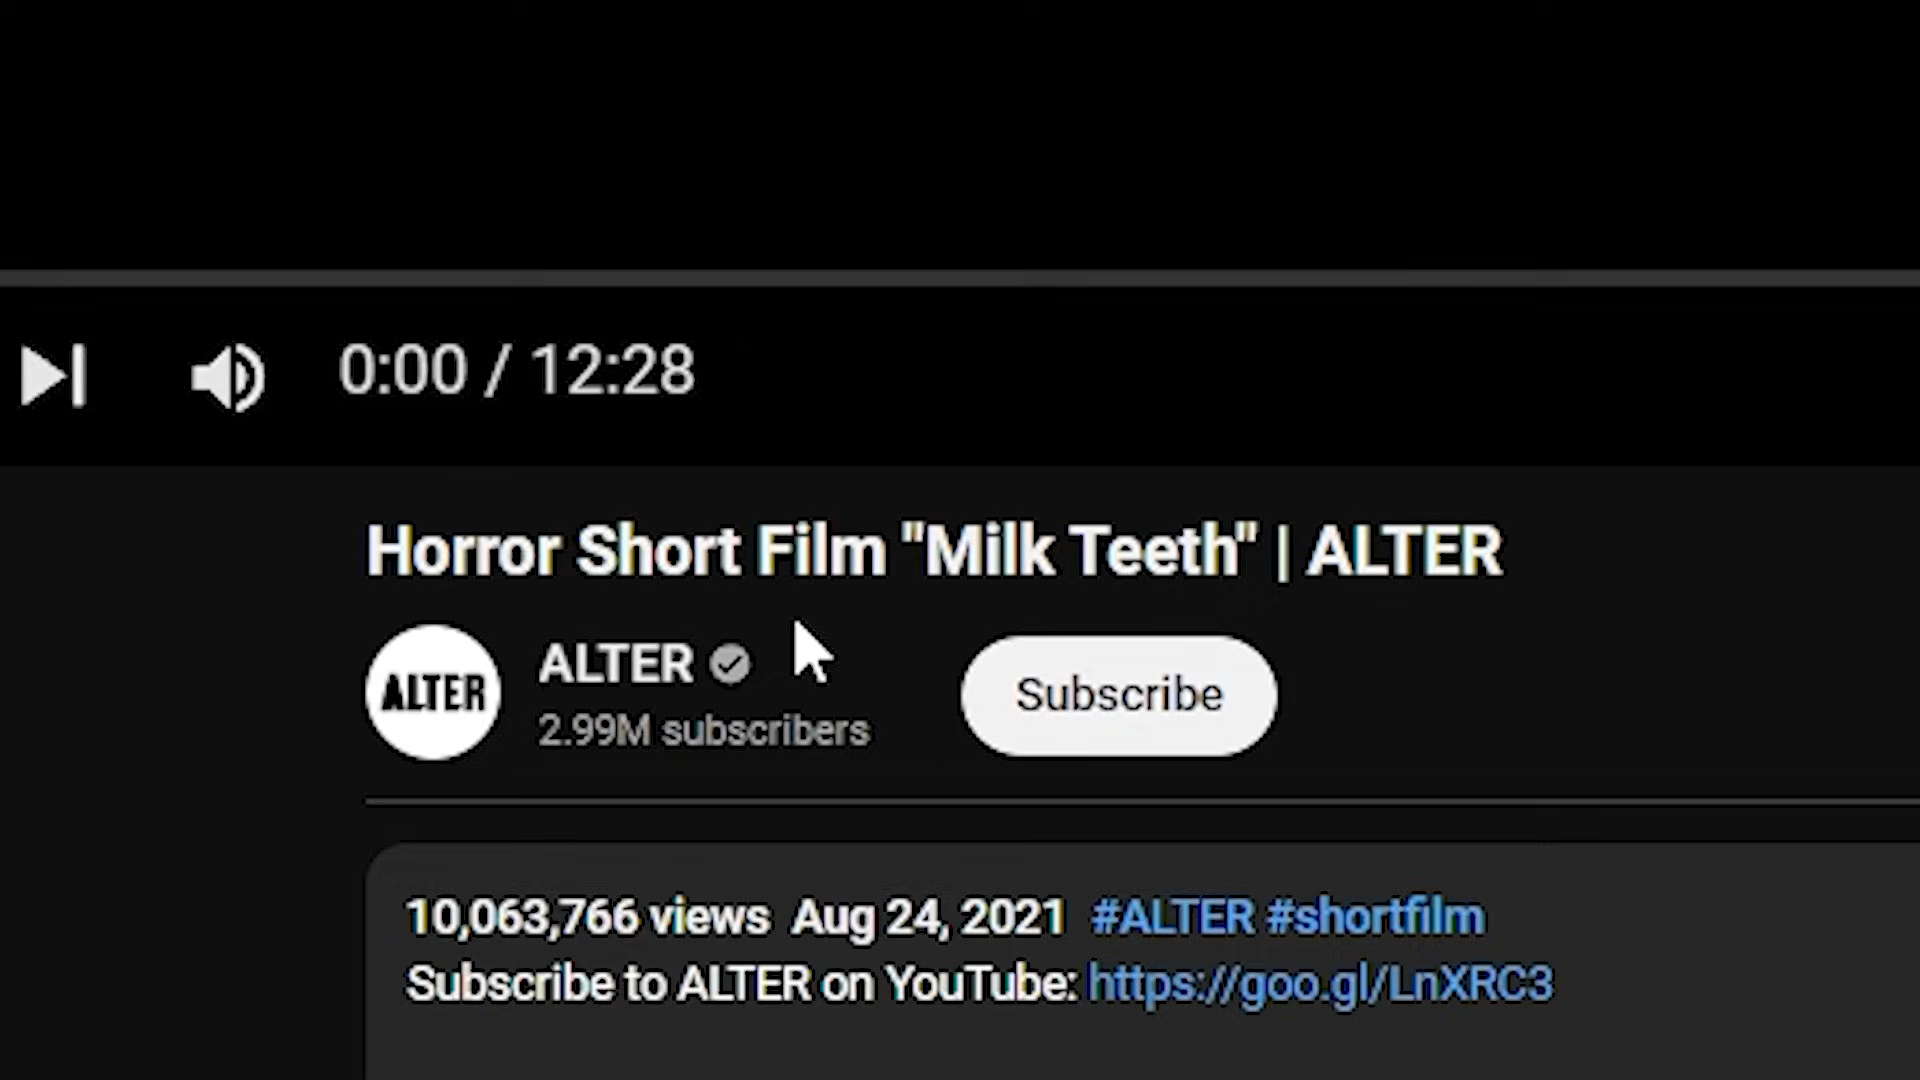 0:00 / 12:28
Horror Short Film "Milk Teeth" | ALTER
ALTER
ALTER
2.99M subscribers
Subscribe
10,063,766 views Aug 24, 2021 #ALTER #shortfilm
Subscribe to ALTER on YouTube: https://goo.gl/LnXRC3